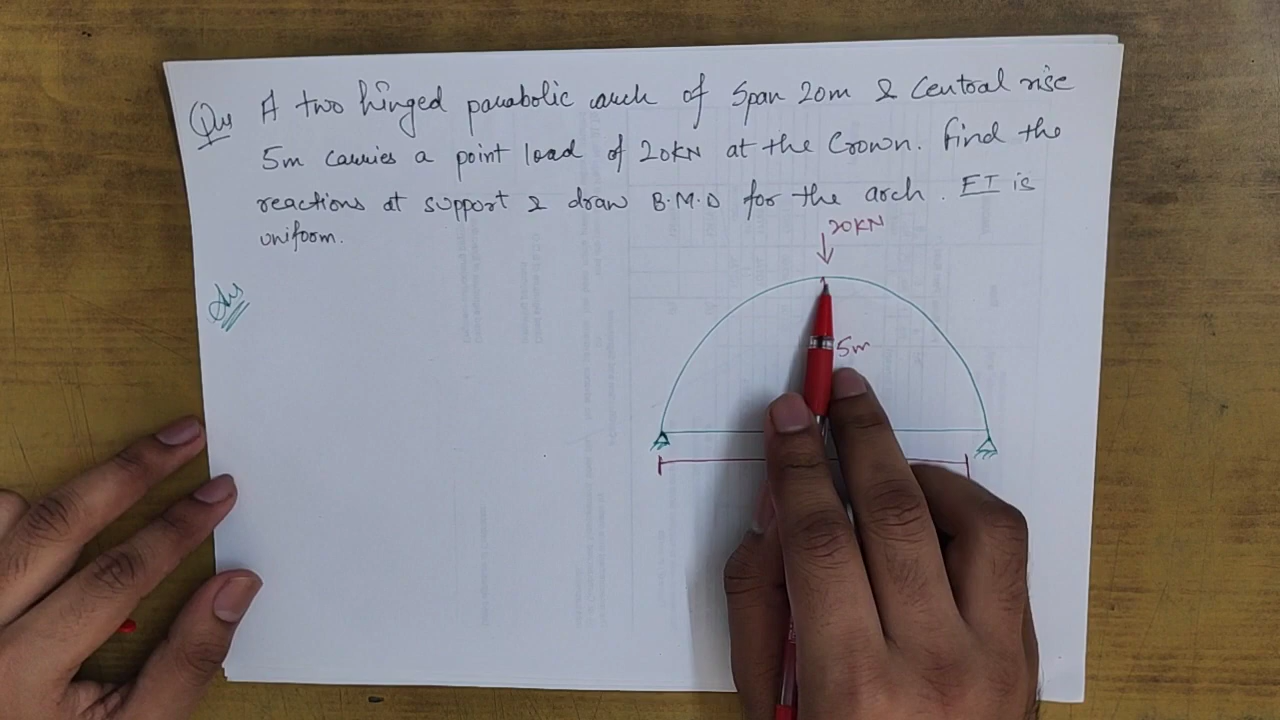 Que A two hinged parabolic arch of Span 20m & Central rise
5m carries a point load of 20KN at the Crown. Find the
reactions at support & draw B.M.D for the arch. EI is
uniform.
20KN
Ans
5m